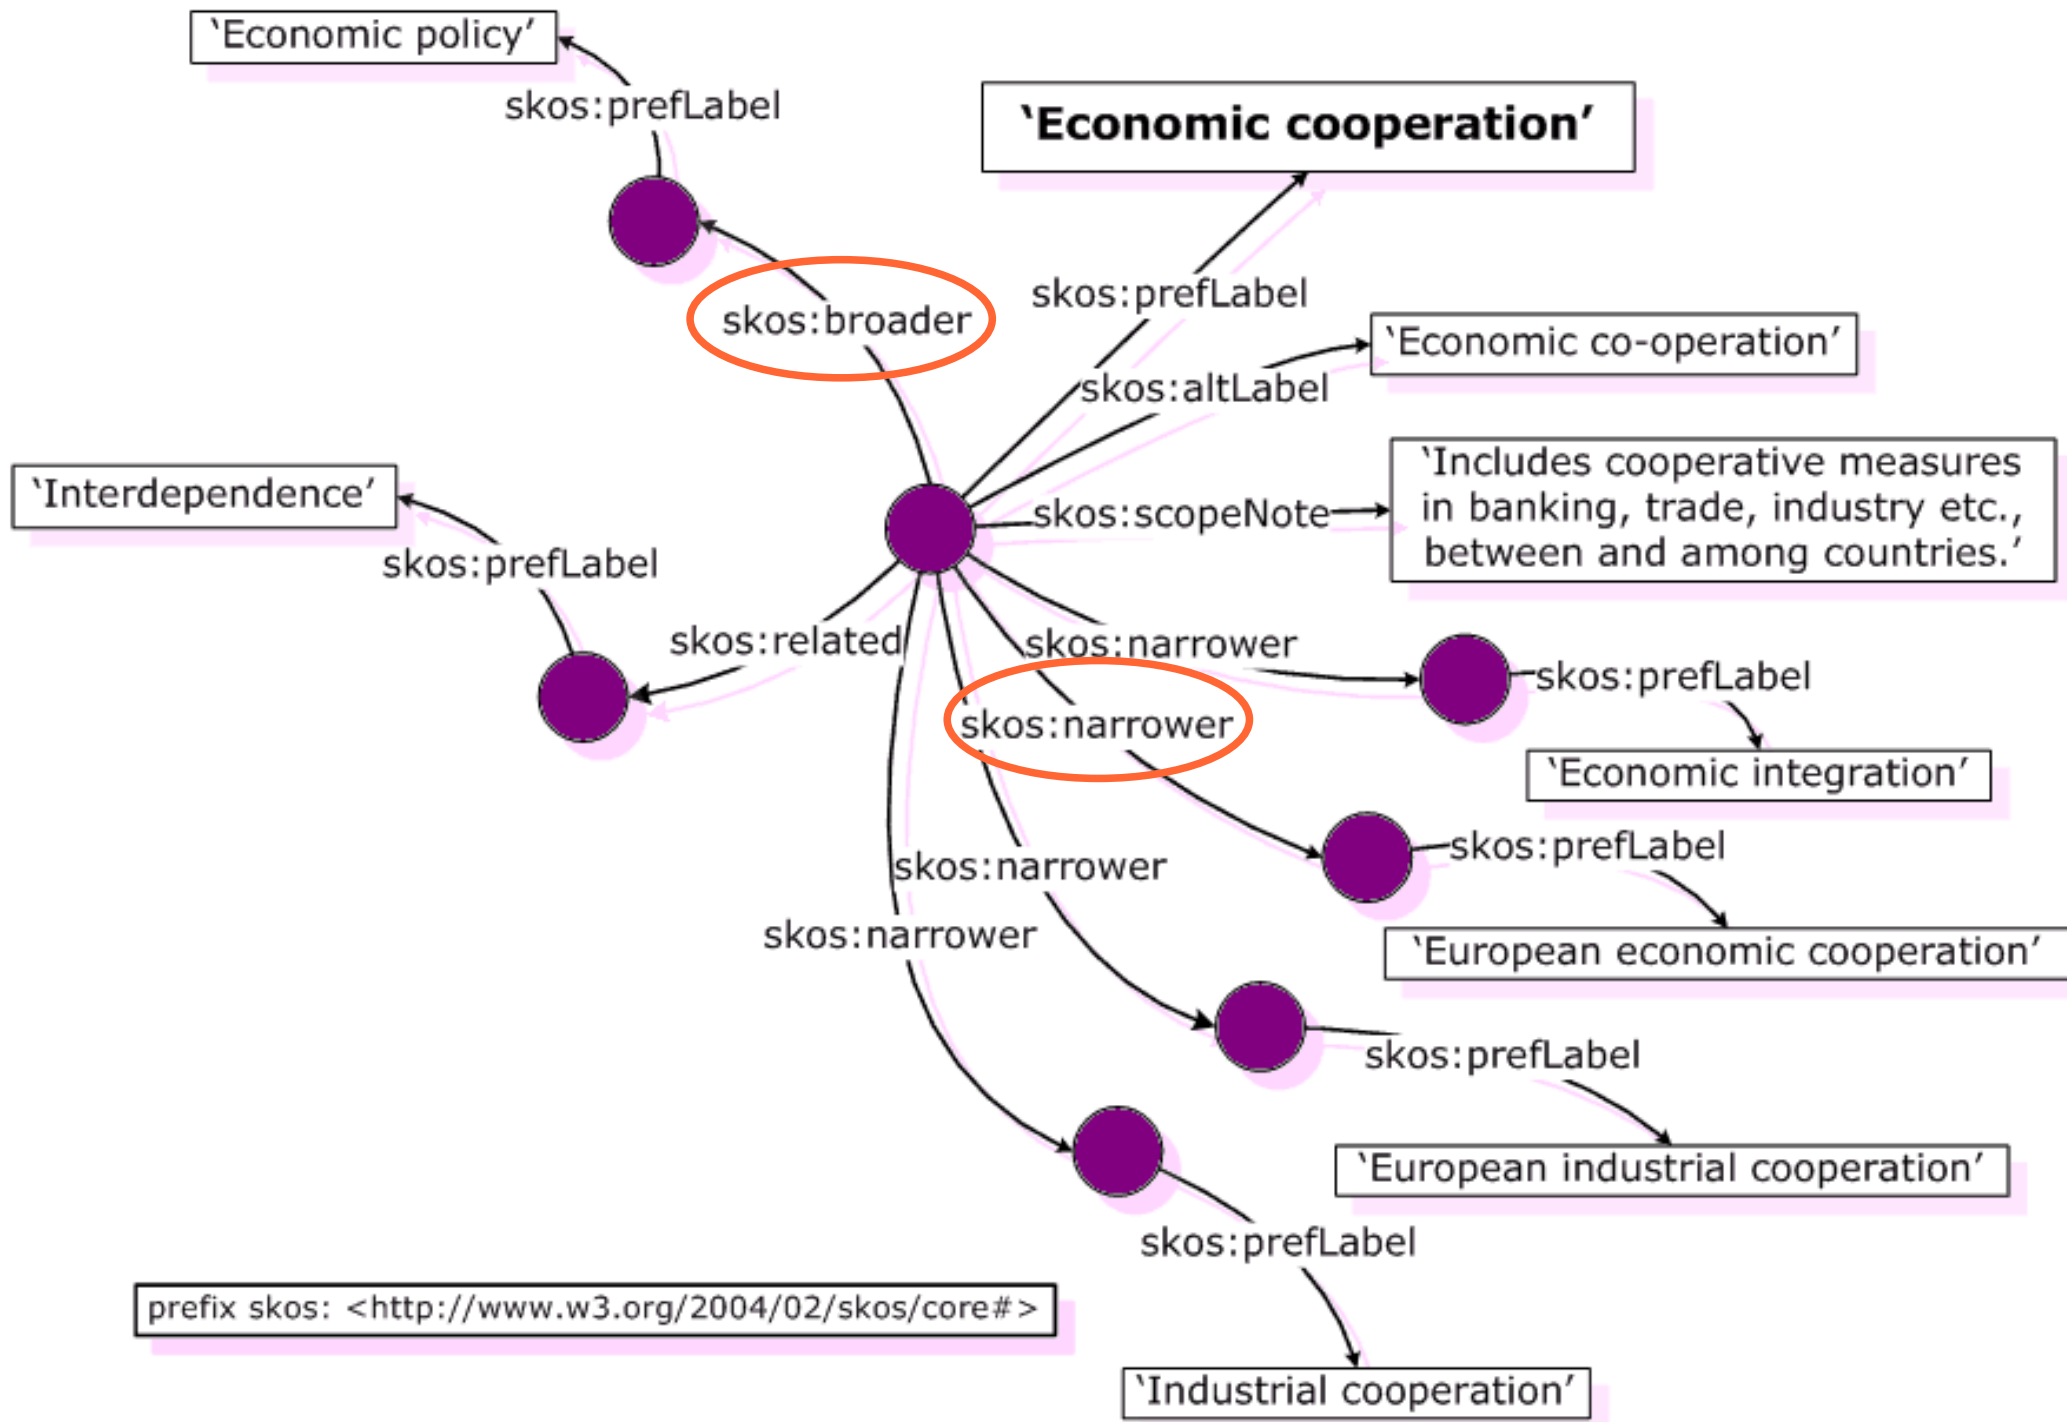 ‘Economic policy’
skos:prefLabel
‘Economic cooperation’
skos:prefLabel
skos:broader
‘Economic co-operation’
skos:altLabel
‘Includes cooperative measures
in banking, trade, industry etc.,
between and among countries.’
skos:scopeNote
‘Interdependence’
skos:prefLabel
skos:related
skos:narrower
skos:prefLabel
skos:narrower
‘Economic integration’
skos:prefLabel
skos:narrower
skos:narrower
‘European economic cooperation’
skos:prefLabel
‘European industrial cooperation’
skos:prefLabel
prefix skos: <http://www.w3.org/2004/02/skos/core#>
‘Industrial cooperation’